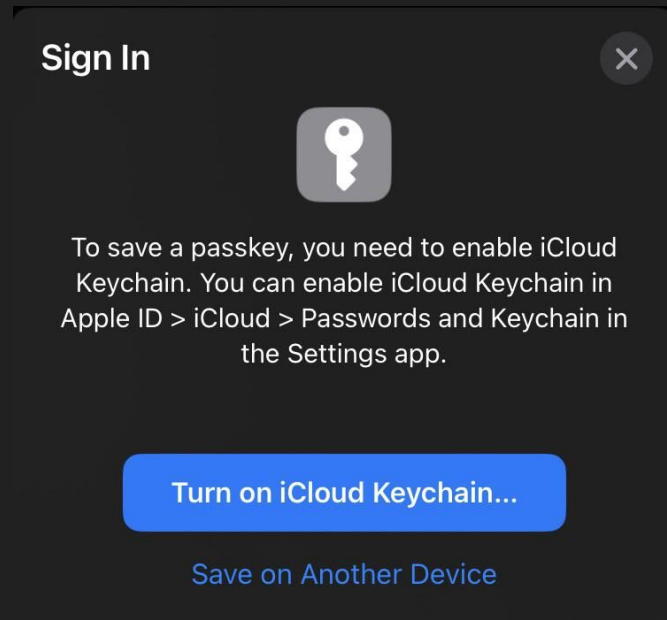 Sign In
To save a passkey, you need to enable iCloud
Keychain. You can enable iCloud Keychain in
Apple ID > iCloud > Passwords and Keychain in
the Settings app.
Turn on iCloud Keychain...
Save on Another Device